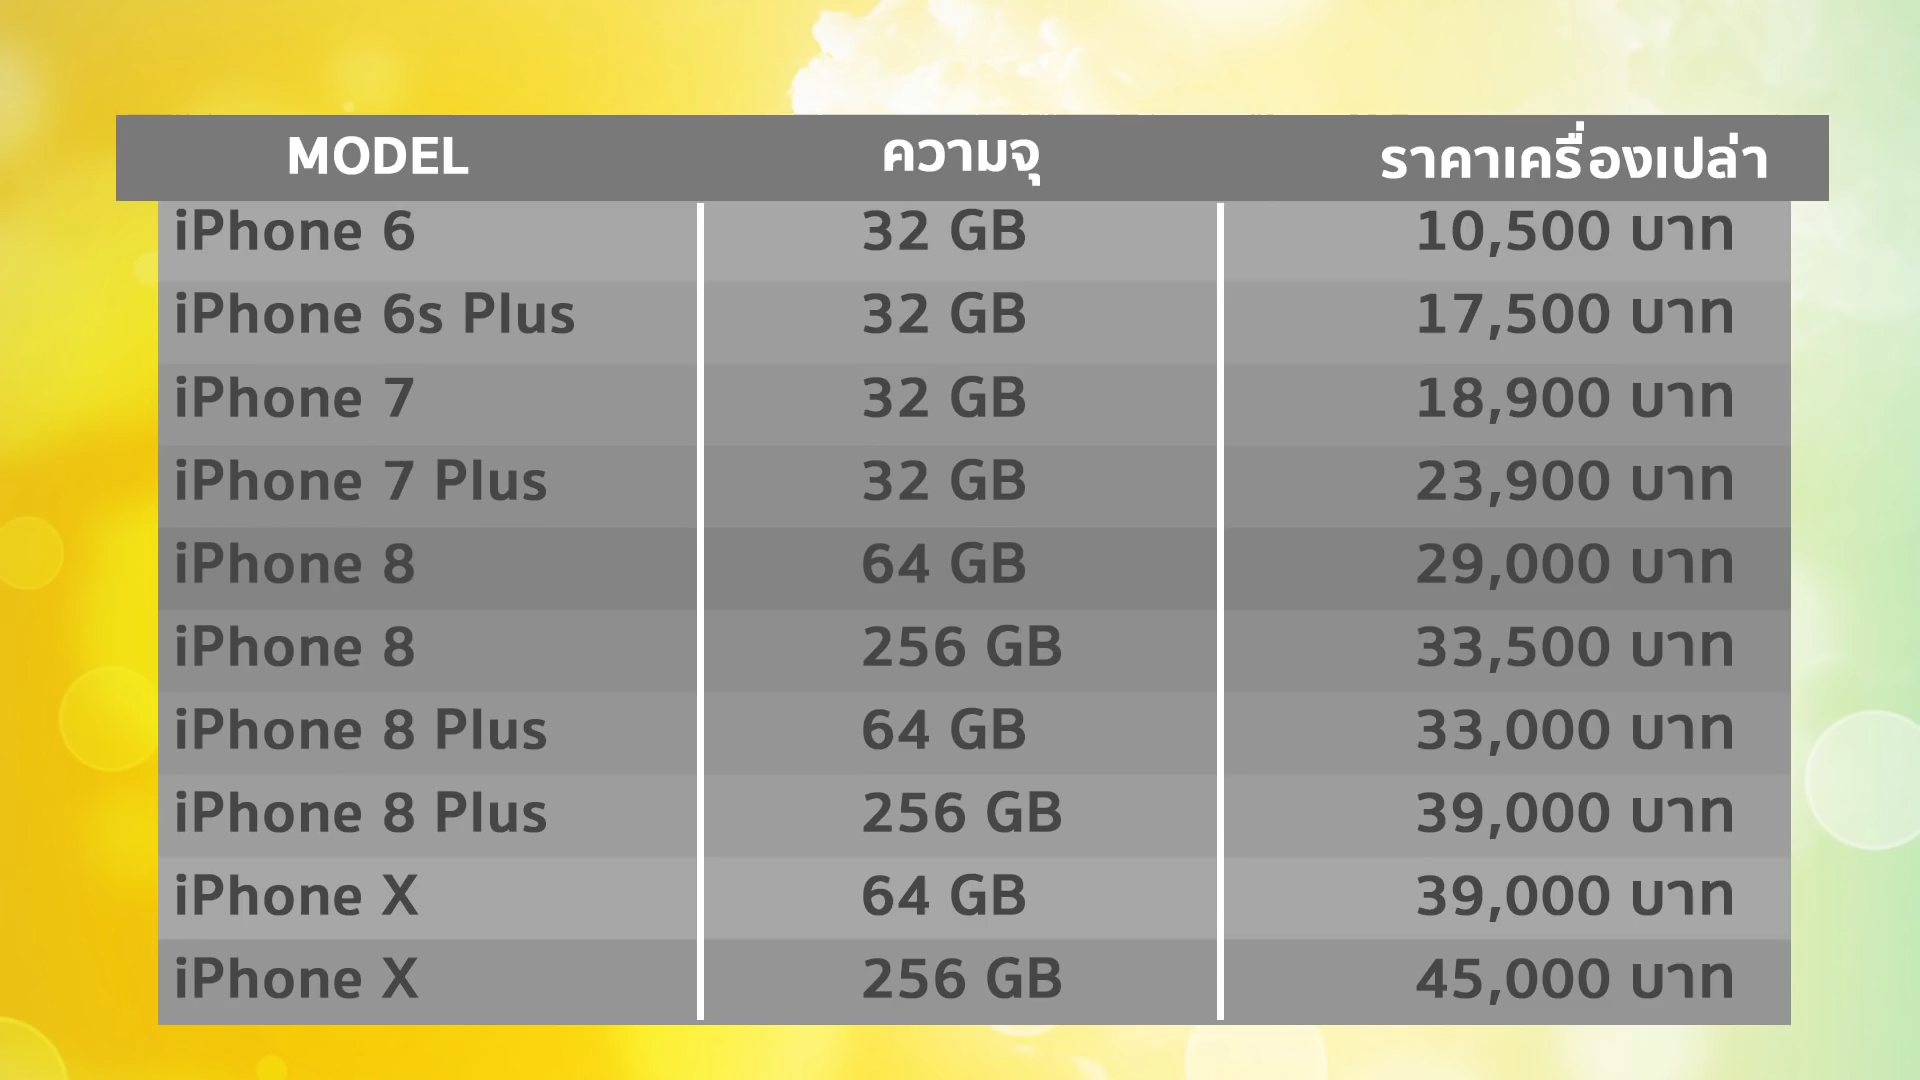 MODEL ความจุ ราคาเครื่องเปล่า
iPhone 6 32 GB 10,500 บาท
iPhone 6s Plus 32 GB 17,500 บาท
iPhone 7 32 GB 18,900 บาท
iPhone 7 Plus 32 GB 23,900 บาท
iPhone 8 64 GB 29,000 บาท
iPhone 8 256 GB 33,500 บาท
iPhone 8 Plus 64 GB 33,000 บาท
iPhone 8 Plus 256 GB 39,000 บาท
iPhone X 64 GB 39,000 บาท
iPhone X 256 GB 45,000 บาท